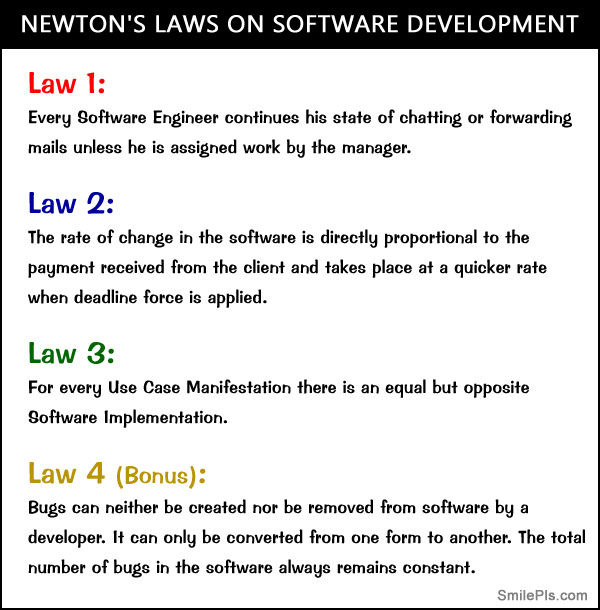 NEWTON'S LAWS ON SOFTWARE DEVELOPMENT
Law 1:
Every Software Engineer continues his state of chatting or forwarding
mails unless he is assigned work by the manager.
Law 2:
The rate of change in the software is directly proportional to the
payment received from the client and takes place at a quicker rate
when deadline force is applied.
Law 3:
For every Use Case Manifestation there is an equal but opposite
Software Implementation.
Law 4 (Bonus):
Bugs can neither be created nor be removed from software by a
developer. It can only be converted from one form to another. The total
number of bugs in the software always remains constant.
SmilePls.com